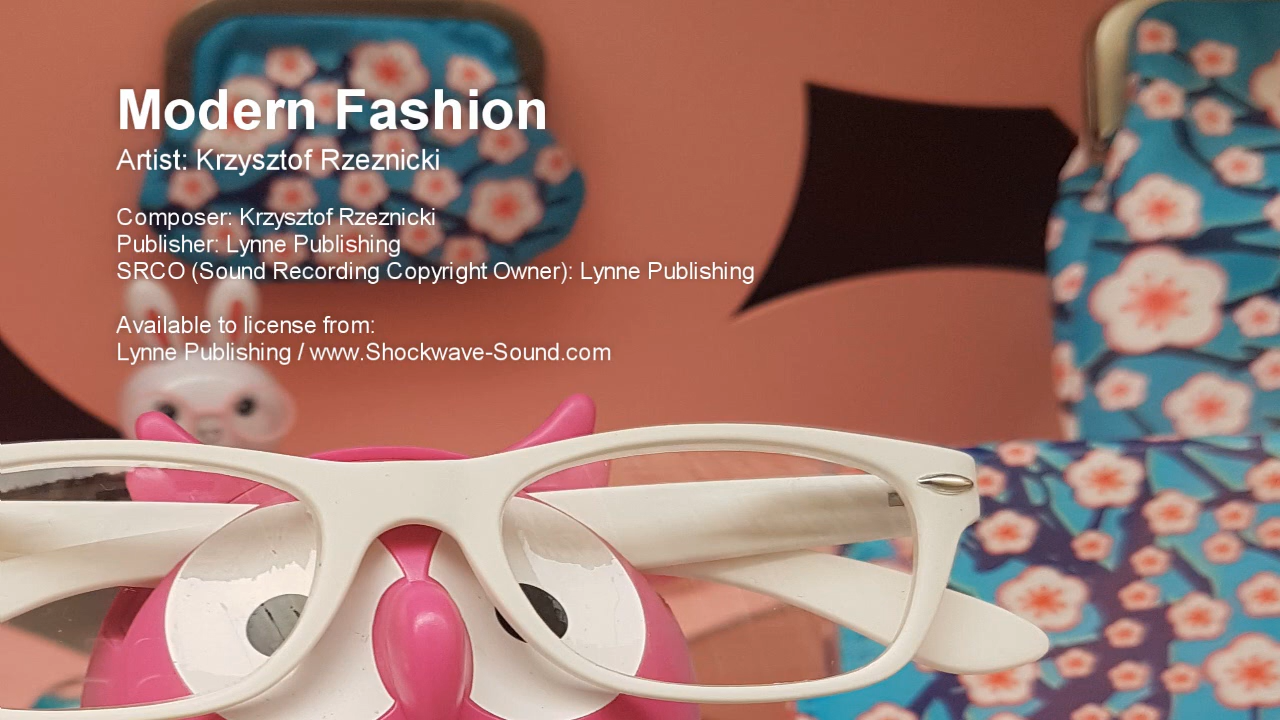 Modern Fashion
Artist: Krzysztof Rzeznicki
Composer: Krzysztof Rzeznicki
Publisher: Lynne Publishing
SRCO (Sound Recording Copyright Owner): Lynne Publishing
Available to license from:
Lynne Publishing / www.Shockwave-Sound.com